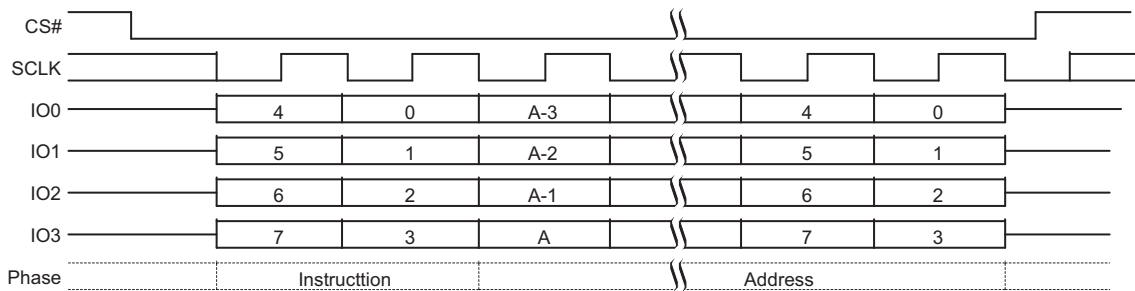 CS#
SCLK
IO0 4 0 A-3 4 0
IO1 5 1 A-2 5 1
IO2 6 2 A-1 6 2
IO3 7 3 A 7 3
Phase Instructtion Address